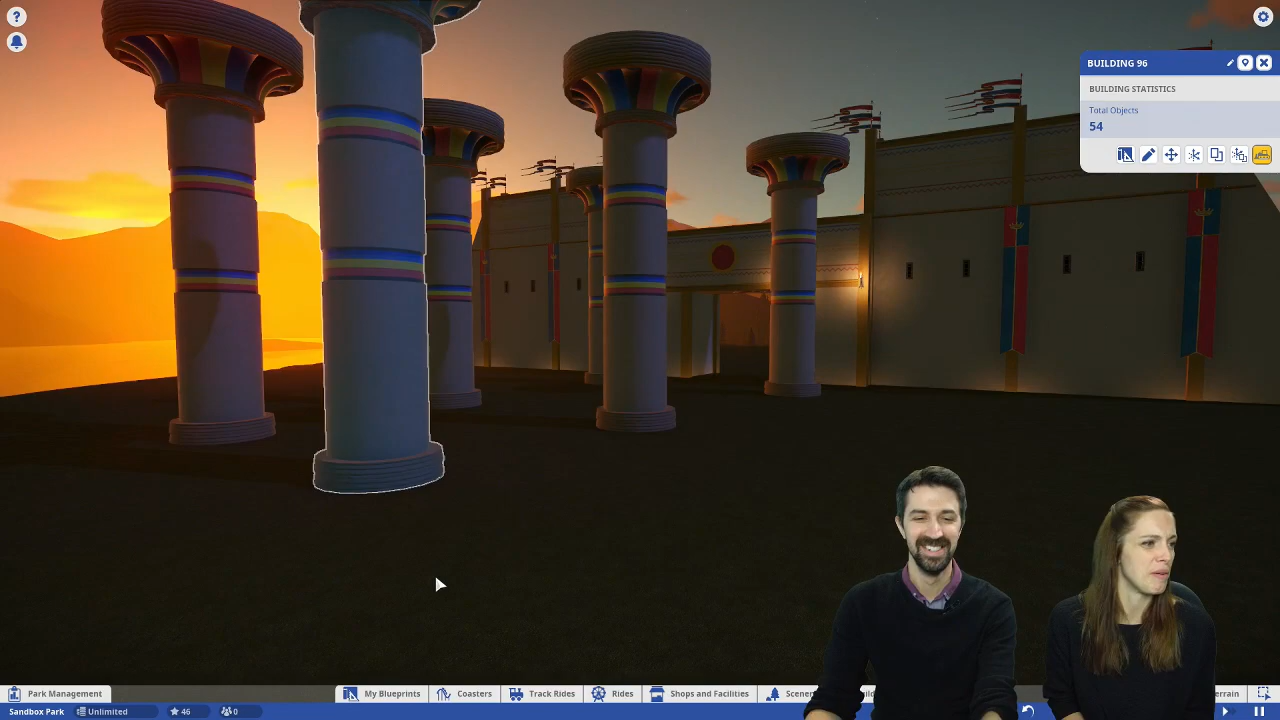 ?
BUILDING 96
BUILDING STATISTICS
Total Objects
54
Park Management
My Blueprints
Coasters
Track Rides
Rides
Shops and Facilities
Scener
Sandbox Park
Unlimited
46
0